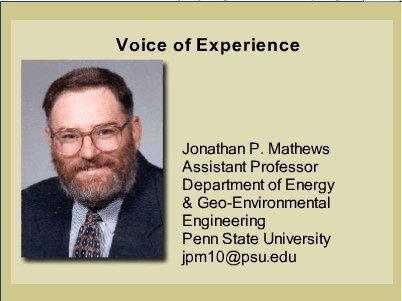 Voice of Experience
Jonathan P. Mathews
Assistant Professor
Department of Energy
& Geo-Environmental
Engineering
Penn State University
jpm10@psu.edu